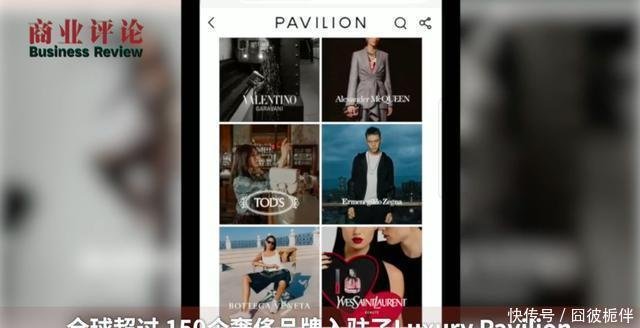 商业评论
Business Review
PAVILION
VALENTINO
GARAVANI
Alexander McQUEEN
TOD'S
Ermenegildo Zegna
BOTTEGA VENETA
YVES SAINT LAURENT
BEAUTÉ
全球超过 150个奢侈品牌入驻了Luxury Pavilion
快传号 / 囧彼栀伴